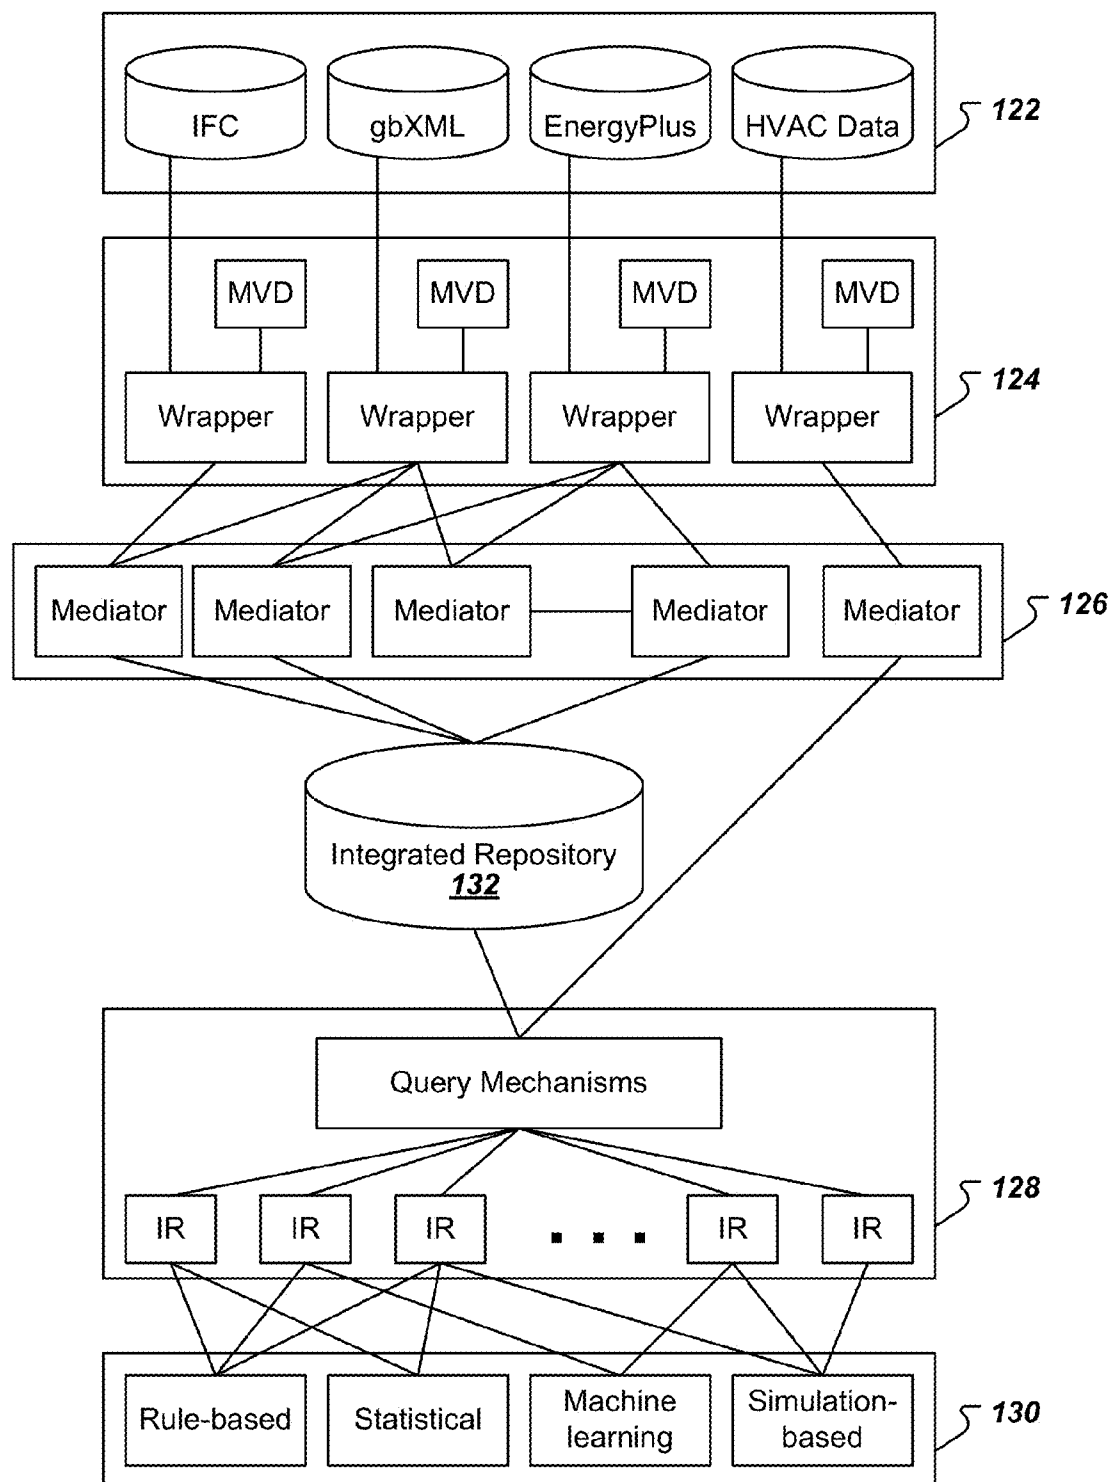 IFC
gbXML
EnergyPlus
HVAC Data
122
MVD
MVD
MVD
MVD
124
Wrapper
Wrapper
Wrapper
Wrapper
Mediator
Mediator
Mediator
Mediator
Mediator
126
Integrated Repository
132
Query Mechanisms
128
IR
IR
IR
IR
IR
Rule-based
Statistical
Machine
learning
Simulation-
based
130